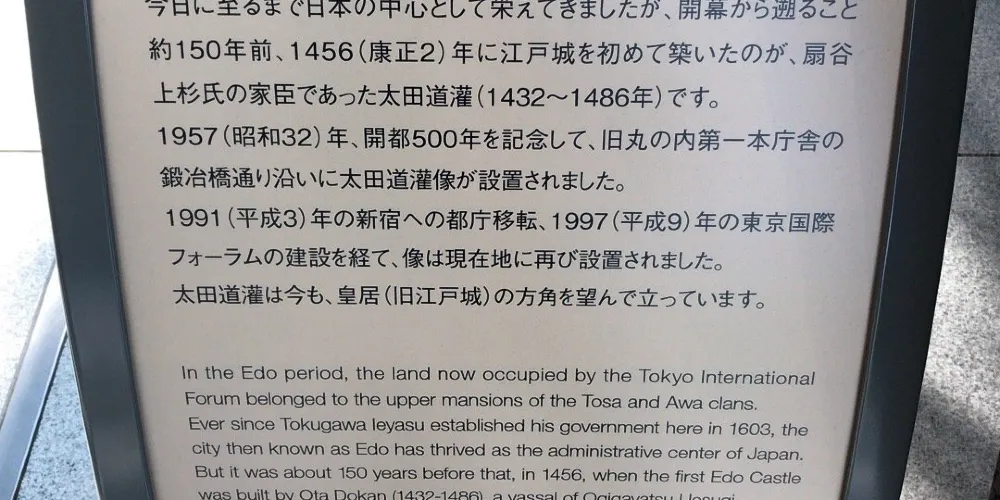 今日に至るまで日本の中心として栄えてきましたが、開幕から遡ること
約150年前、1456（康正2）年に江戸城を初めて築いたのが、扇谷
上杉氏の家臣であった太田道灌（1432〜1486年）です。
1957（昭和32）年、開都500年を記念して、旧丸の内第一本庁舎の
鍛冶橋通り沿いに太田道灌像が設置されました。
1991（平成3）年の新宿への都庁移転、1997（平成9）年の東京国際
フォーラムの建設を経て、像は現在地に再び設置されました。
太田道灌は今も、皇居（旧江戸城）の方角を望んで立っています。
In the Edo period, the land now occupied by the Tokyo International
Forum belonged to the upper mansions of the Tosa and Awa clans.
Ever since Tokugawa Ieyasu established his government here in 1603, the
city then known as Edo has thrived as the administrative center of Japan.
But it was about 150 years before that, in 1456, when the first Edo Castle
was built by Ota Dokan (1432-1486), a vassal of Ogigayatsu Uesugi